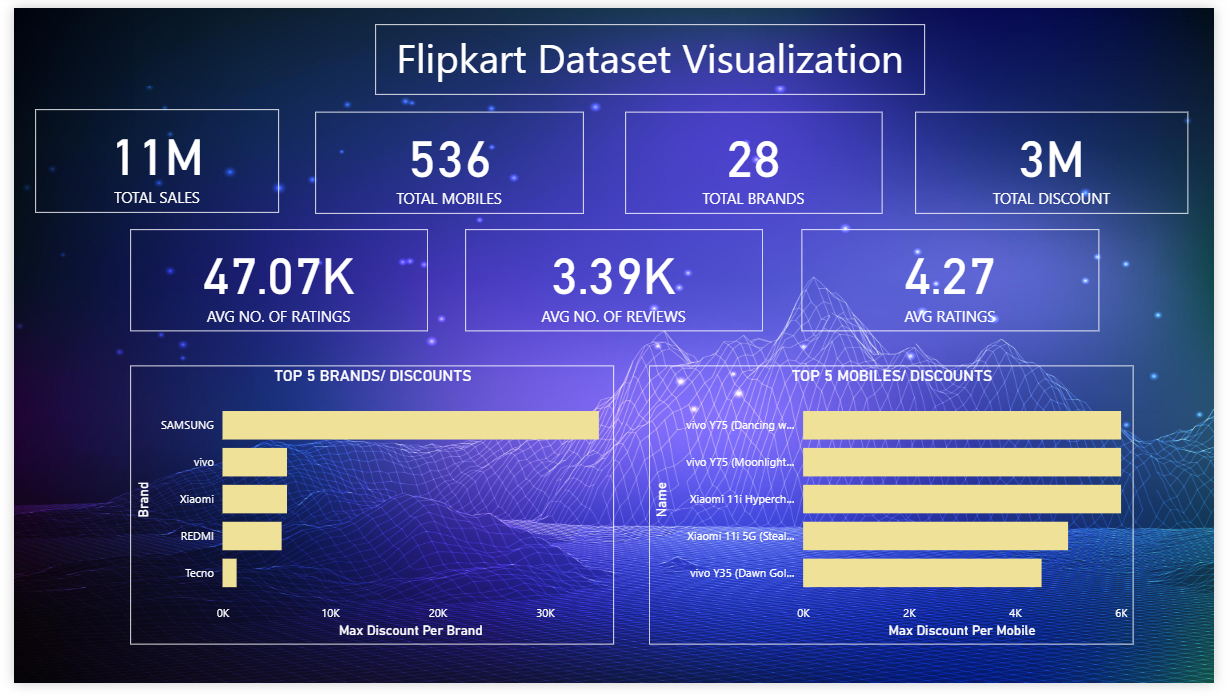 Flipkart Dataset Visualization
11M
TOTAL SALES
536
TOTAL MOBILES
28
TOTAL BRANDS
3M
TOTAL DISCOUNT
47.07K
AVG NO. OF RATINGS
3.39K
AVG NO. OF REVIEWS
4.27
AVG RATINGS
TOP 5 BRANDS/ DISCOUNTS
Brand
SAMSUNG
vivo
Xiaomi
REDMI
Tecno
0K 10K 20K 30K
Max Discount Per Brand
TOP 5 MOBILES/ DISCOUNTS
Name
vivo Y75 (Dancing w...
vivo Y75 (Moonlight...
Xiaomi 11i Hyperch...
Xiaomi 11i 5G (Steal...
vivo Y35 (Dawn Gol...
0K 2K 4K 6K
Max Discount Per Mobile